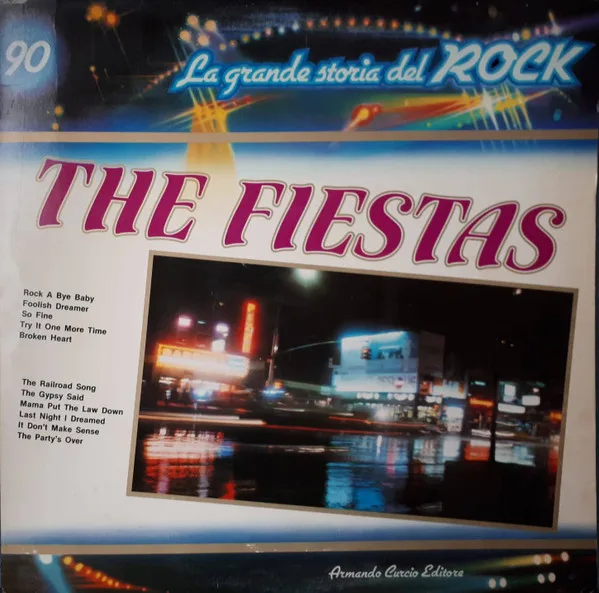 90
La grande storia del ROCK
THE FIESTAS
Rock A Bye Baby
Foolish Dreamer
So Fine
Try It One More Time
Broken Heart
The Railroad Song
The Gypsy Said
Mama Put The Law Down
Last Night I Dreamed
It Don't Make Sense
The Party's Over
Armando Curcio Editore